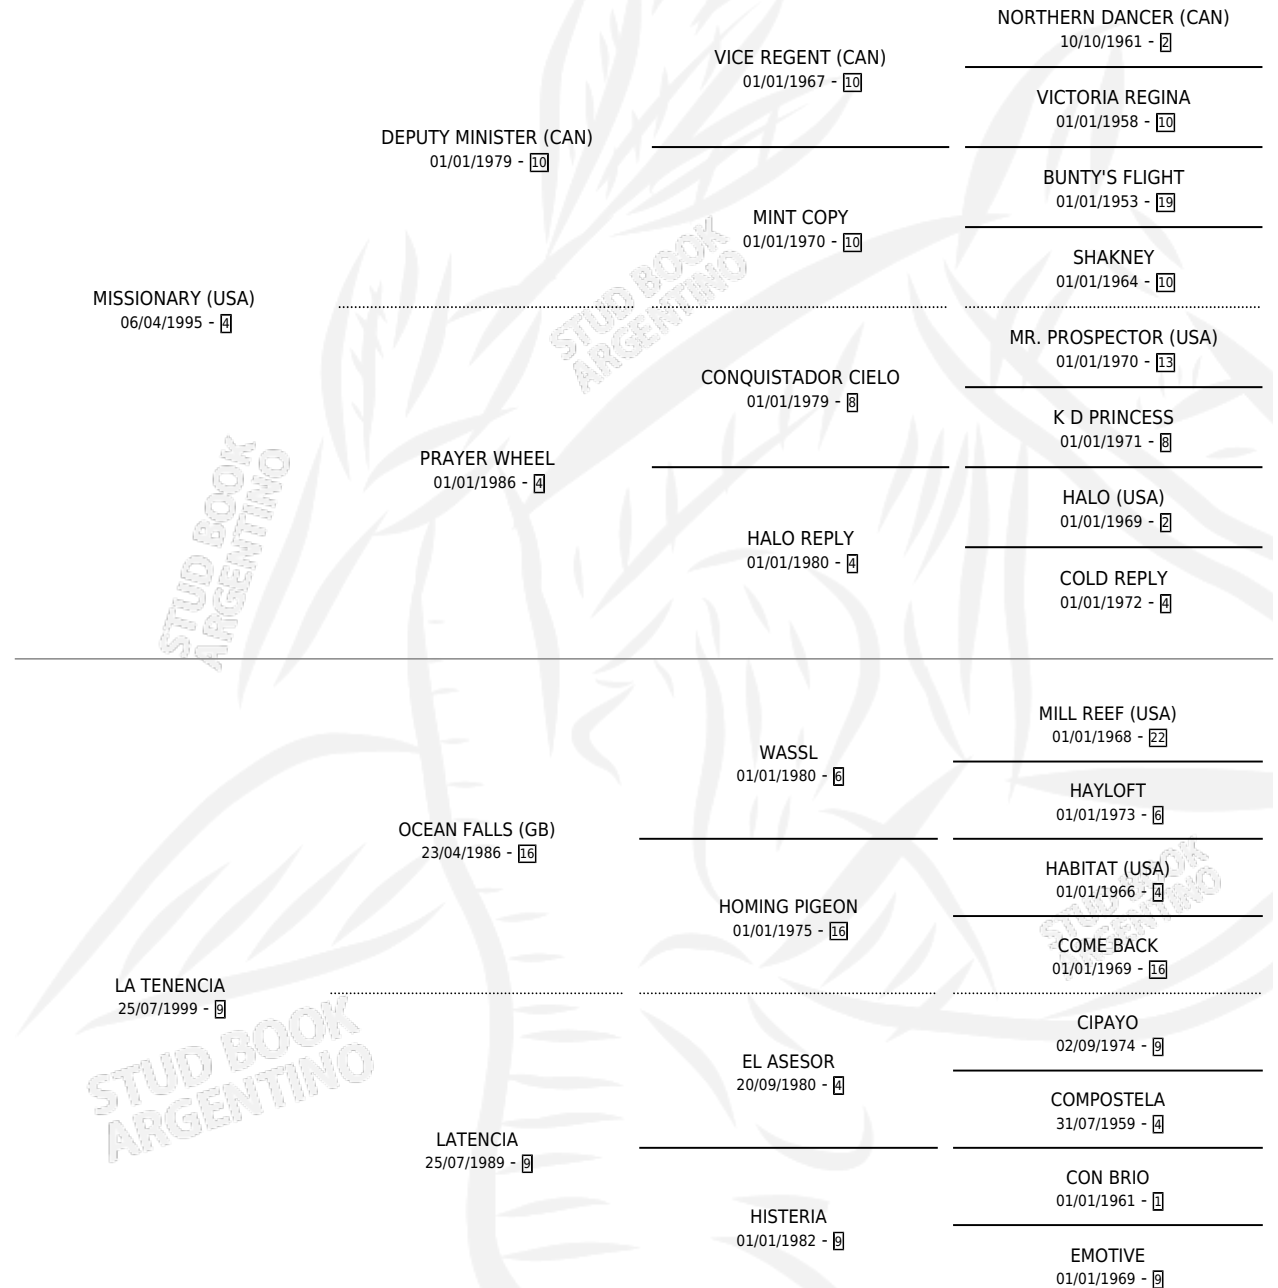 NORTHERN DANCER (CAN)
10/10/1961 - 2
VICE REGENT (CAN)
01/01/1967 - 10
VICTORIA REGINA
01/01/1958 - 10
DEPUTY MINISTER (CAN)
01/01/1979 - 10
BUNTY'S FLIGHT
01/01/1953 - 19
MINT COPY
01/01/1970 - 10
SHAKNEY
01/01/1964 - 10
MISSIONARY (USA)
06/04/1995 - 4
STUD BOOK
ARGENTINO
MR. PROSPECTOR (USA)
01/01/1970 - 13
CONQUISTADOR CIELO
01/01/1979 - 8
K D PRINCESS
01/01/1971 - 8
PRAYER WHEEL
01/01/1986 - 4
HALO (USA)
01/01/1969 - 2
HALO REPLY
01/01/1980 - 4
COLD REPLY
01/01/1972 - 4
STUD BOOK
ARGENTINO
MILL REEF (USA)
01/01/1968 - 22
WASSL
01/01/1980 - 6
HAYLOFT
01/01/1973 - 6
OCEAN FALLS (GB)
23/04/1986 - 16
HABITAT (USA)
01/01/1966 - 4
HOMING PIGEON
01/01/1975 - 16
COME BACK
01/01/1969 - 16
STUD BOOK
ARGENTINO
LA TENENCIA
25/07/1999 - 9
CIPAYO
02/09/1974 - 9
EL ASESOR
20/09/1980 - 4
COMPOSTELA
31/07/1959 - 4
STUD BOOK
ARGENTINO
LATENCIA
25/07/1989 - 9
CON BRIO
01/01/1961 - 1
HISTERIA
01/01/1982 - 9
EMOTIVE
01/01/1969 - 9